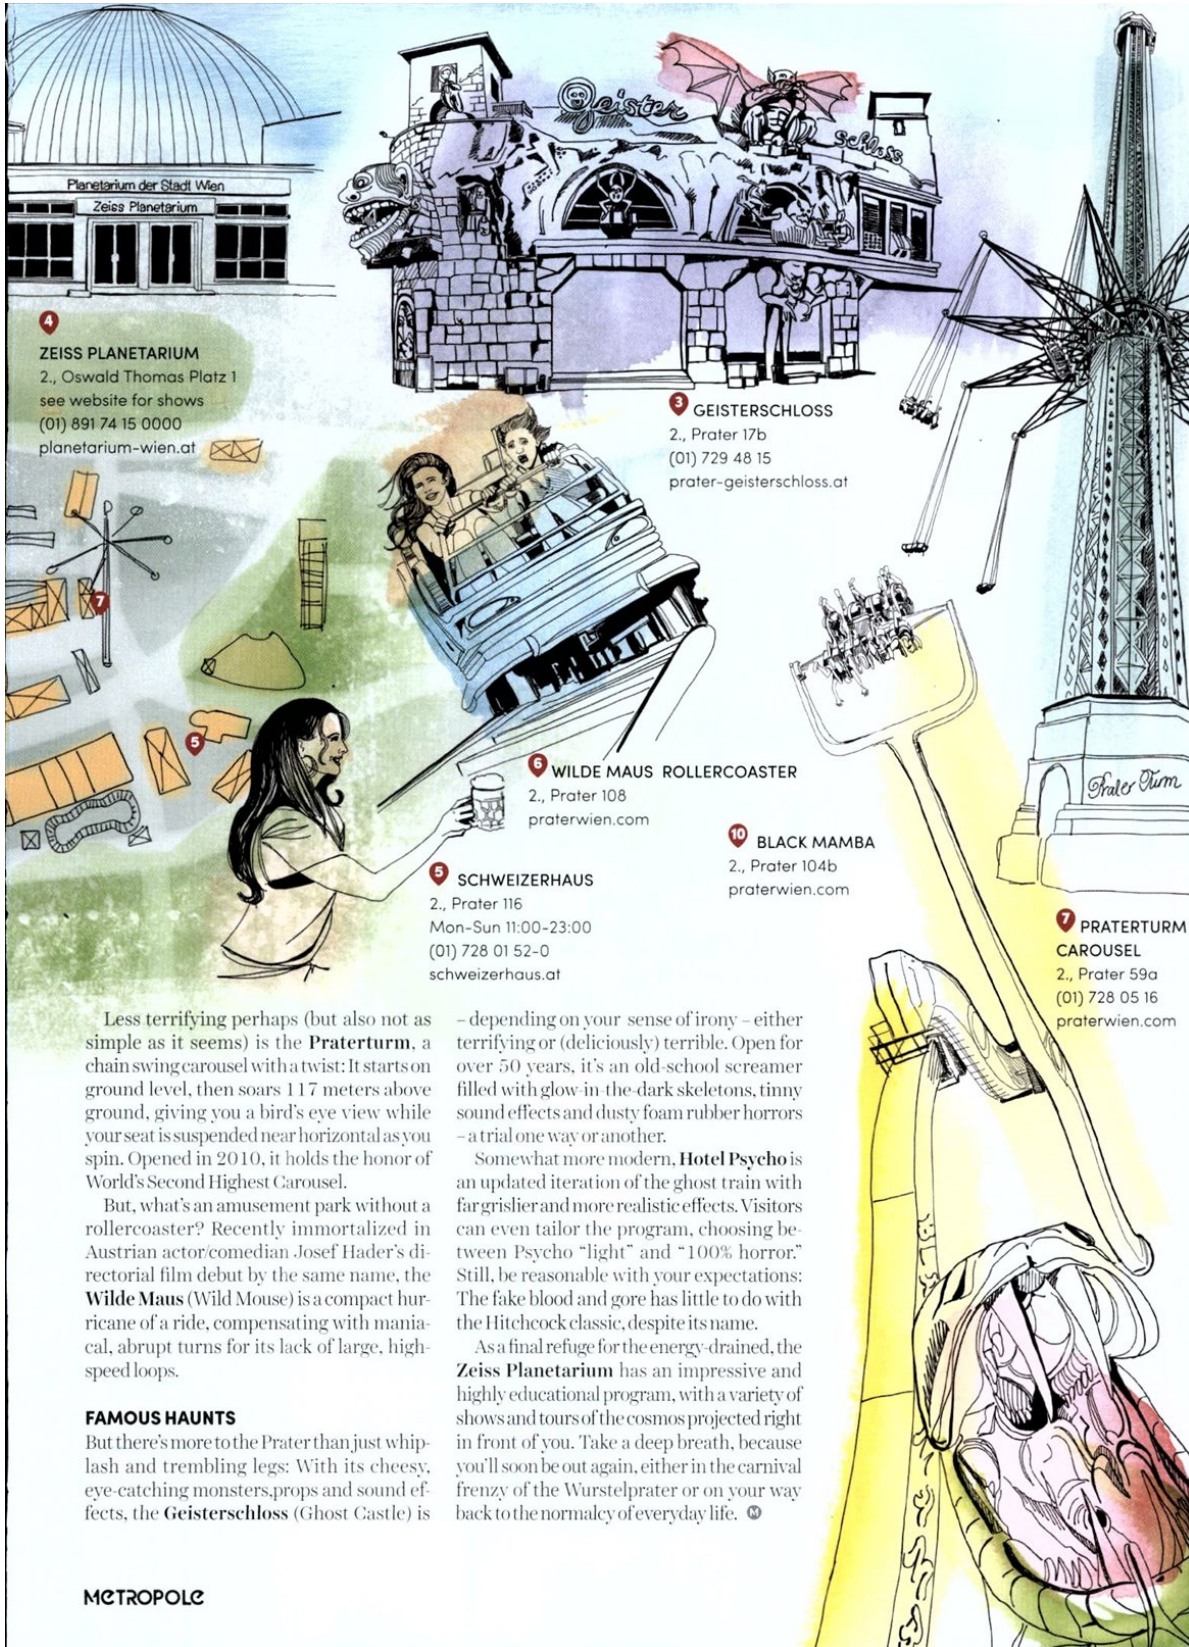 Planetarium der Stadt Wien
Zeiss Planetarium
Geister
schloss
4
ZEISS PLANETARIUM
2., Oswald Thomas Platz 1
see website for shows
(01) 891 74 15 0000
planetarium-wien.at
3 GEISTERSCHLOSS
2., Prater 17b
(01) 729 48 15
prater-geisterschloss.at
7
5
6 WILDE MAUS ROLLERCOASTER
2., Prater 108
praterwien.com
Prater Turm
10 BLACK MAMBA
2., Prater 104b
praterwien.com
5 SCHWEIZERHAUS
2., Prater 116
Mon-Sun 11:00-23:00
(01) 728 01 52-0
schweizerhaus.at
7 PRATERTURM
CAROUSEL
2., Prater 59a
(01) 728 05 16
praterwien.com
Less terrifying perhaps (but also not as
simple as it seems) is the Praterturm, a
chain swing carousel with a twist: It starts on
ground level, then soars 117 meters above
ground, giving you a bird's eye view while
your seat is suspended near horizontal as you
spin. Opened in 2010, it holds the honor of
World's Second Highest Carousel.
But, what's an amusement park without a
rollercoaster? Recently immortalized in
Austrian actor/comedian Josef Hader's di-
rectorial film debut by the same name, the
Wilde Maus (Wild Mouse) is a compact hur-
ricane of a ride, compensating with mania-
cal, abrupt turns for its lack of large, high-
speed loops.
FAMOUS HAUNTS
But there's more to the Prater than just whip-
lash and trembling legs: With its cheesy,
eye-catching monsters,props and sound ef-
fects, the Geisterschloss (Ghost Castle) is
– depending on your sense of irony – either
terrifying or (deliciously) terrible. Open for
over 50 years, it's an old-school screamer
filled with glow-in-the-dark skeletons, tinny
sound effects and dusty foam rubber horrors
– a trial one way or another.
Somewhat more modern, Hotel Psycho is
an updated iteration of the ghost train with
far grislier and more realistic effects. Visitors
can even tailor the program, choosing be-
tween Psycho "light" and "100% horror."
Still, be reasonable with your expectations:
The fake blood and gore has little to do with
the Hitchcock classic, despite its name.
As a final refuge for the energy-drained, the
Zeiss Planetarium has an impressive and
highly educational program, with a variety of
shows and tours of the cosmos projected right
in front of you. Take a deep breath, because
you'll soon be out again, either in the carnival
frenzy of the Wurstelprater or on your way
back to the normalcy of everyday life. M
METROPOLE